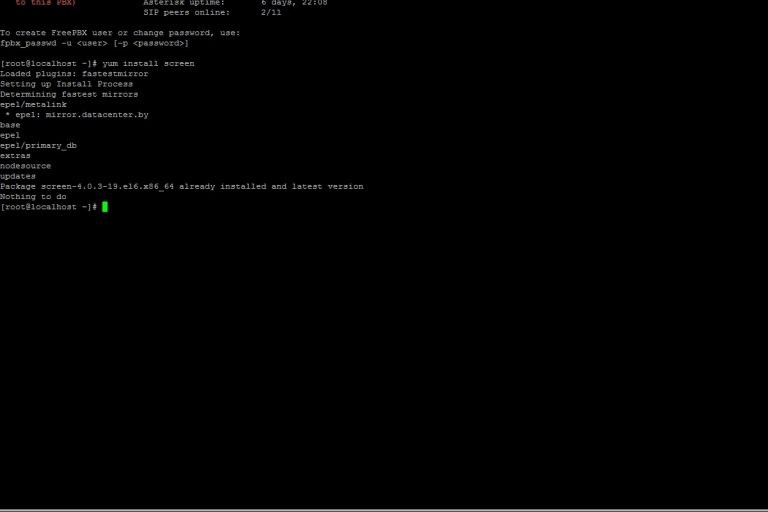 to this PBX) Asterisk uptime: 6 days, 22:08
SIP peers online: 2/11
To create FreePBX user or change password, use:
fpbx_passwd -u <user> [-p <password>]
[root@localhost ~]# yum install screen
Loaded plugins: fastestmirror
Setting up Install Process
Determining fastest mirrors
epel/metalink
* epel: mirror.datacenter.by
base
epel
epel/primary_db
extras
nodesource
updates
Package screen-4.0.3-19.el6.x86_64 already installed and latest version
Nothing to do
[root@localhost ~]#